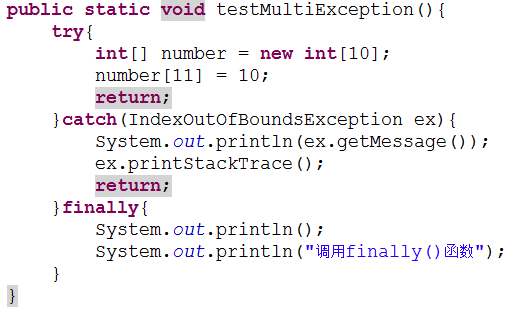 public static void testMultiException(){
    try{
        int[] number = new int[10];
        number[11] = 10;
        return;
    }catch(IndexOutOfBoundsException ex){
        System.out.println(ex.getMessage());
        ex.printStackTrace();
        return;
    }finally{
        System.out.println();
        System.out.println("调用finally()函数");
    }
}